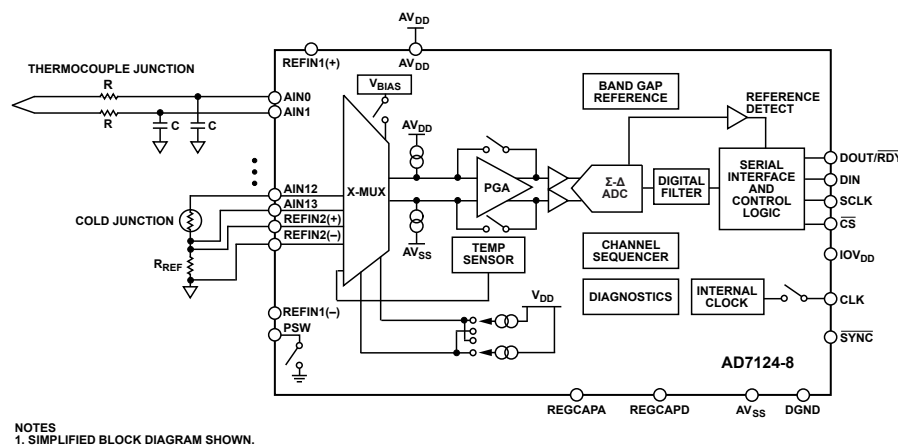 AVDD
REFIN1(+)
AVDD
THERMOCOUPLE JUNCTION
R
R
C
C
AIN0
AIN1
VBIAS
BAND GAP
REFERENCE
REFERENCE
DETECT
AVDD
X-MUX
PGA
Σ-Δ
ADC
DIGITAL
FILTER
SERIAL
INTERFACE
AND
CONTROL
LOGIC
DOUT/RDY
DIN
SCLK
CS
AIN12
AIN13
REFIN2(+)
REFIN2(–)
COLD JUNCTION
RREF
AVSS
TEMP
SENSOR
CHANNEL
SEQUENCER
IOVDD
DIAGNOSTICS
INTERNAL
CLOCK
CLK
VDD
REFIN1(–)
PSW
SYNC
AD7124-8
REGCAPA
REGCAPD
AVSS
DGND
NOTES
1. SIMPLIFIED BLOCK DIAGRAM SHOWN.